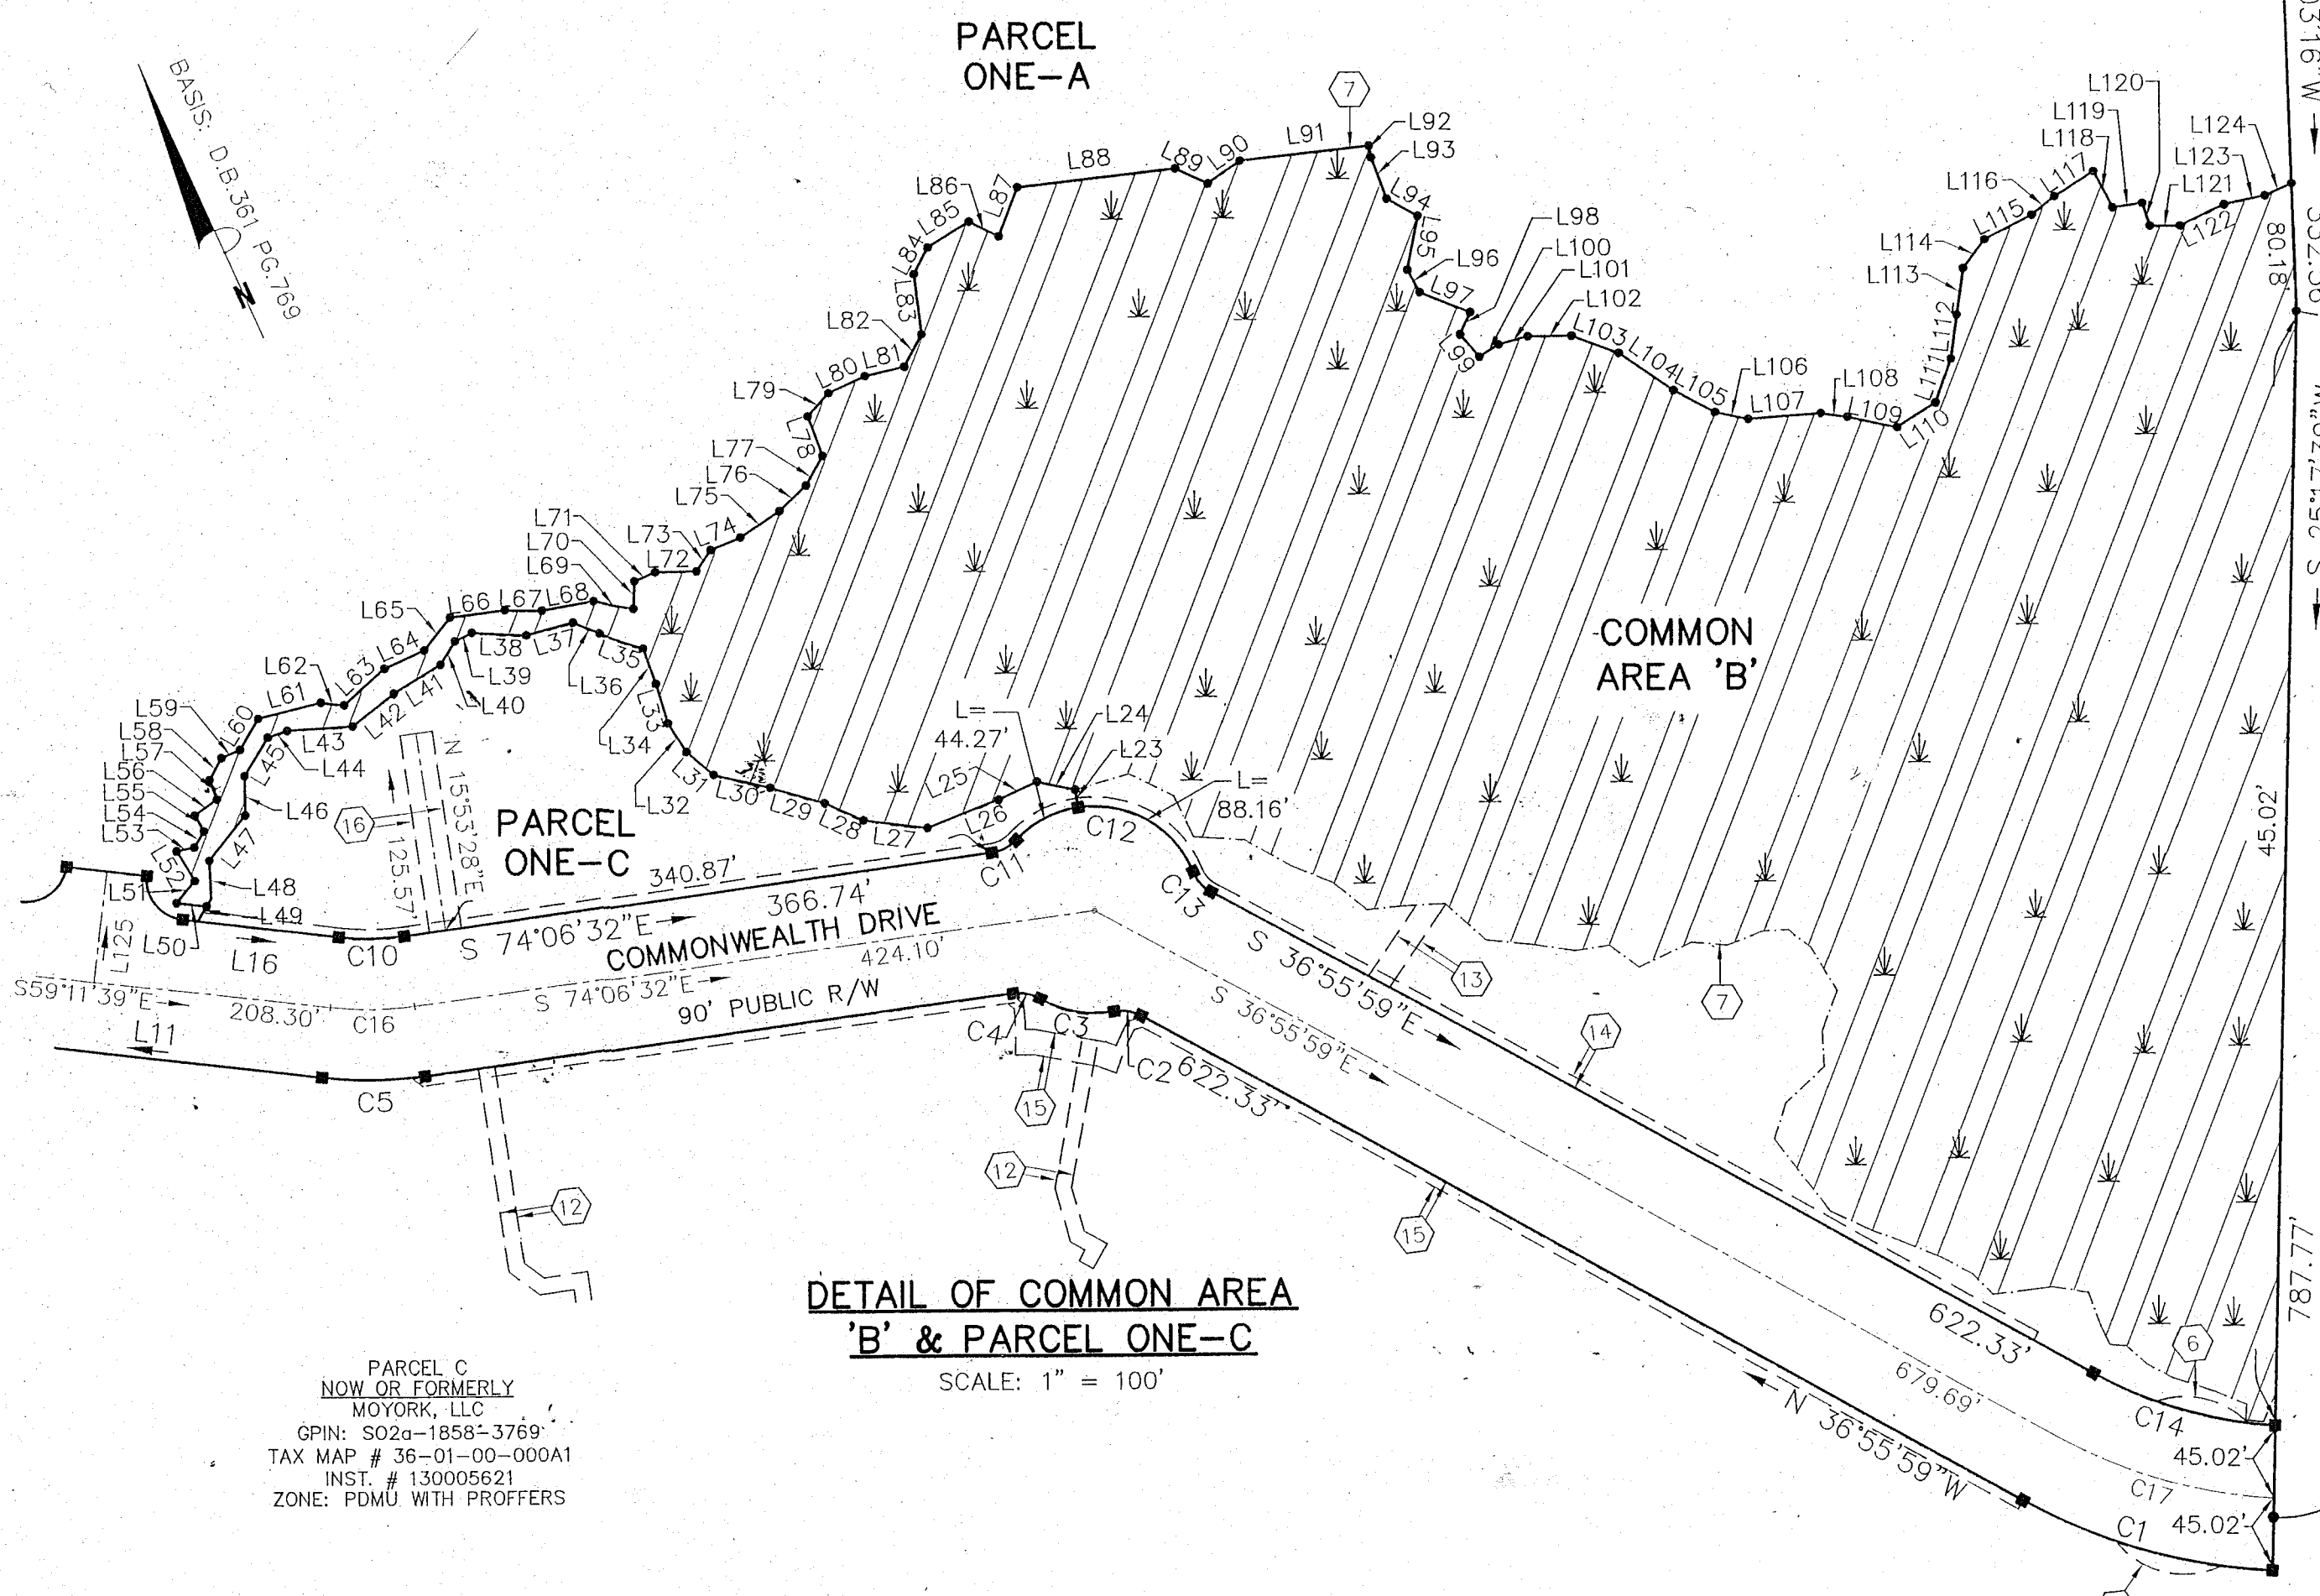 PARCEL
ONE-A
BASIS: D.B.361 PG.769
N
7
L92
L93
L91
L90
L89
L88
L87
L86
L85
L84
L83
L82
L81
L80
L79
L78
L77
L76
L75
L74
L73
L72
L71
L70
L69
L68
L67
L66
L65
L64
L63
L62
L61
L60
L59
L58
L57
L56
L55
L54
L53
L52
L51
L50
L49
L48
L47
L46
L45
L44
L43
L42
L41
L40
L39
L38
L37
L36
L35
L34
L33
L32
L31
L30
L29
L28
L27
L26
L25
L24
L23
L94
L95
L96
L97
L98
L99
L100
L101
L102
L103
L104
L105
L106
L107
L108
L109
L110
L111
L112
L113
L114
L115
L116
L117
L118
L119
L120
L121
L122
L123
L124
80.18'
S 25°17'30"W
45.02'
787.77'
COMMON
AREA 'B'
L=
44.27'
L=
88.16'
PARCEL
ONE-C
16
125.57'
N 15°53'28"E
340.87'
366.74'
S 74°06'32"E
COMMONWEALTH DRIVE
424.10'
S 74°06'32"E
90' PUBLIC R/W
L125
L16
C10
C11
C12
C13
S59°11'39"E
208.30'
C16
L11
C5
C4
C3
C2
15
12
12
13
7
14
S 36°55'59"E
S 36°55'59"E
622.33'
15
622.33'
679.69'
N 36°55'59"W
6
C14
45.02'
C17
C1
45.02'
DETAIL OF COMMON AREA
'B' & PARCEL ONE-C
SCALE: 1" = 100'
PARCEL C
NOW OR FORMERLY
MOYORK, LLC
GPIN: S02a-1858-3769
TAX MAP # 36-01-00-000A1
INST. # 130005621
ZONE: PDMU WITH PROFFERS